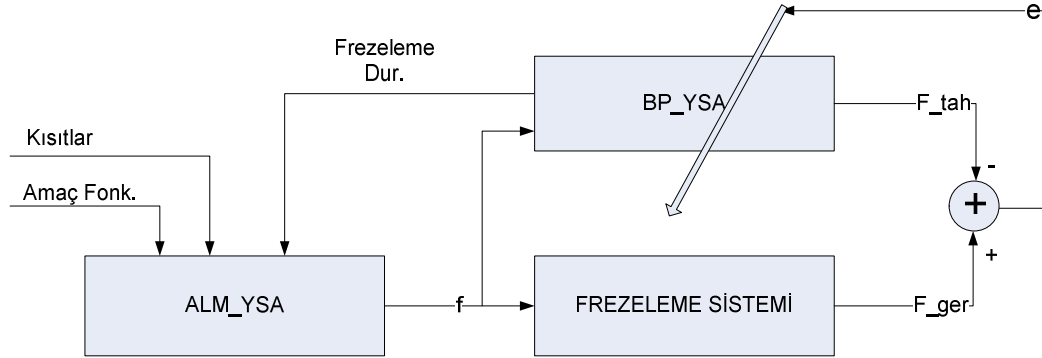 e
Frezeleme
Dur.
BP_YSA
F_tah
Kısıtlar
-
Amaç Fonk.
+
+
ALM_YSA
f
FREZELEME SİSTEMİ
F_ger